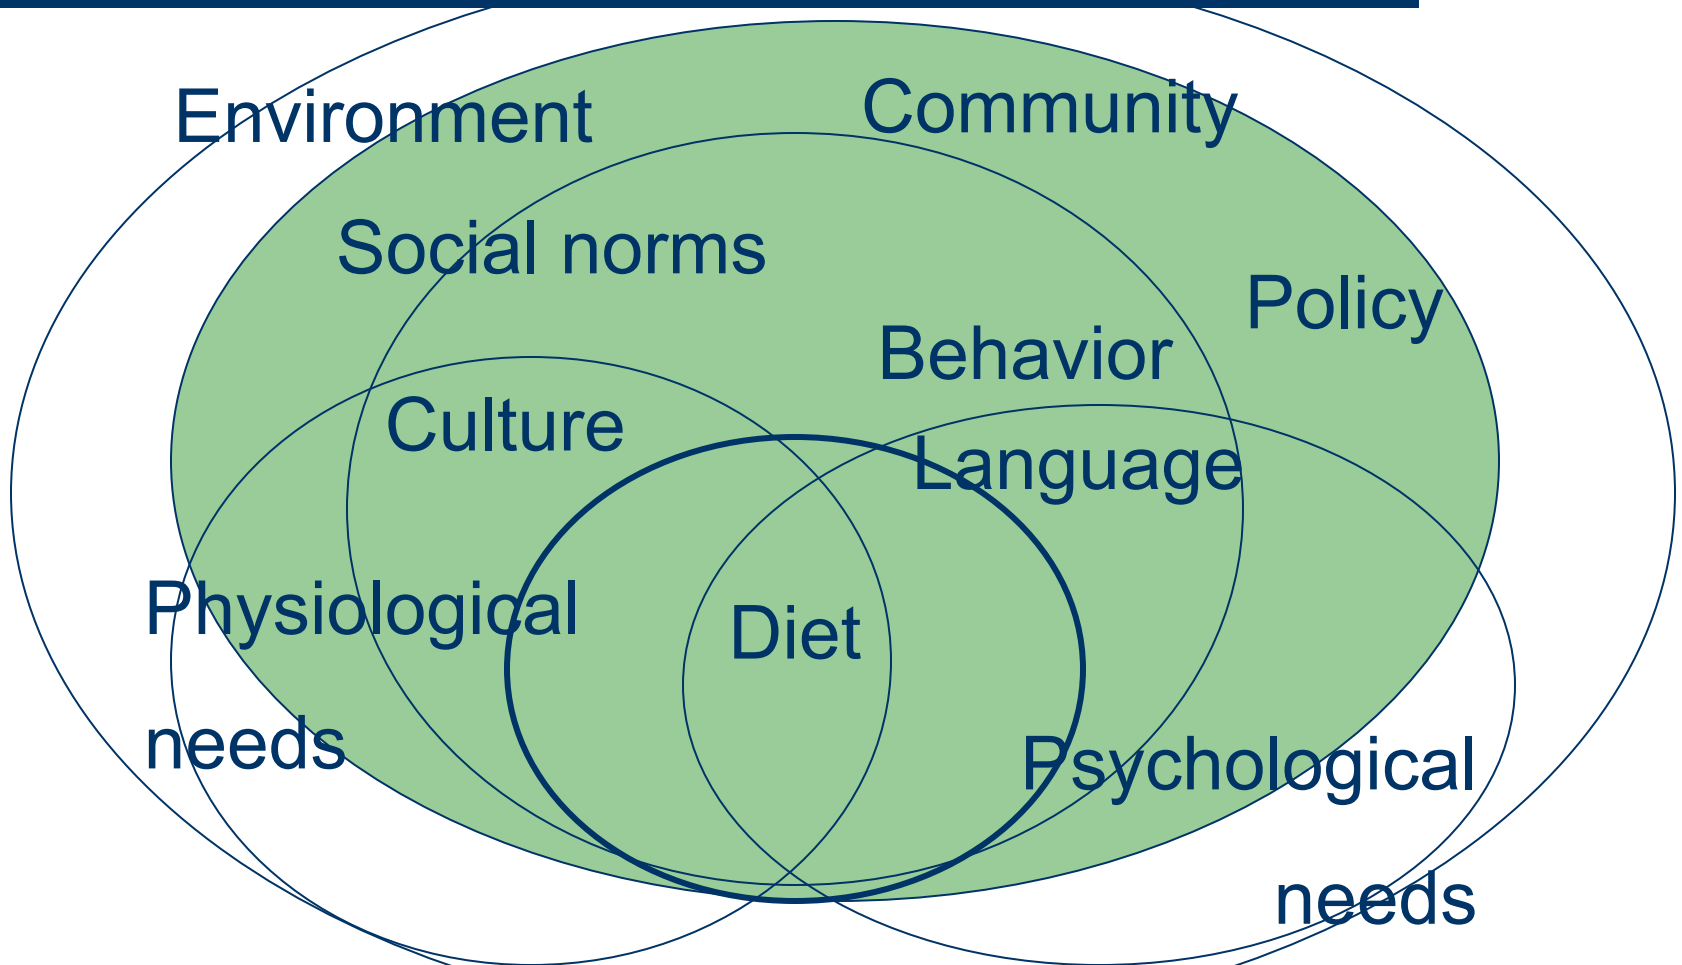 Environment
Community
Social norms
Policy
Behavior
Culture
Language
Physiological
needs
Diet
Psychological
needs